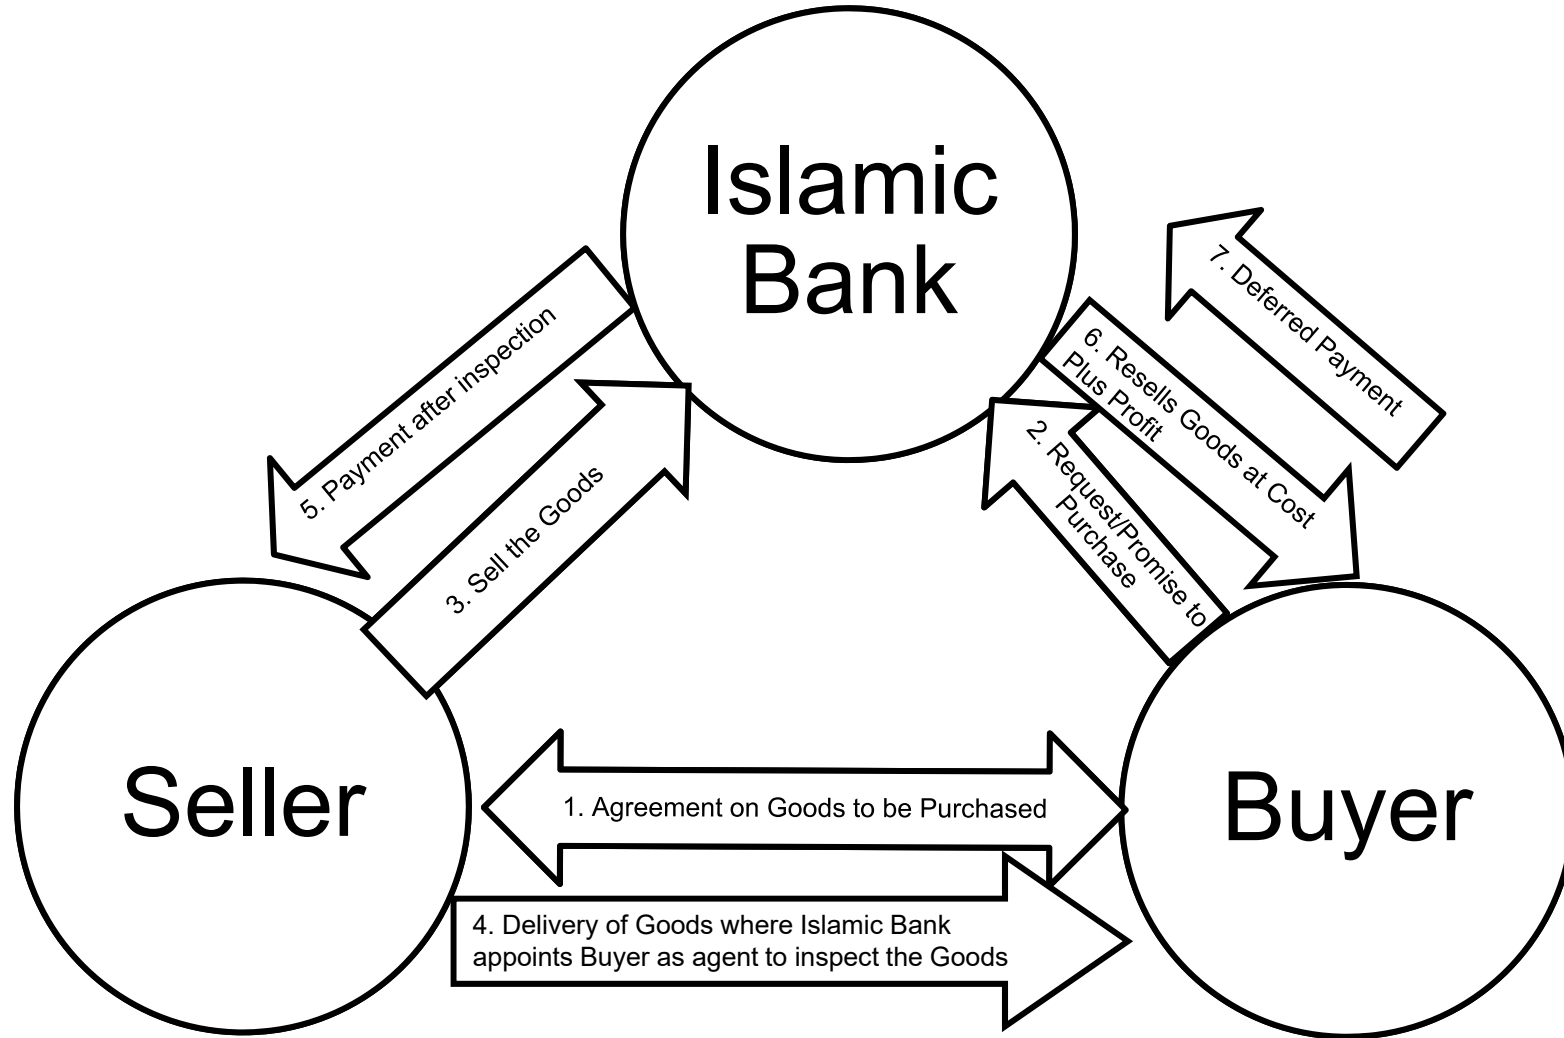 Islamic
Bank
7. Deferred Payment
6. Resells Goods at Cost
Plus Profit
2. Request/Promise to
Purchase
5. Payment after inspection
3. Sell the Goods
Seller
1. Agreement on Goods to be Purchased
Buyer
4. Delivery of Goods where Islamic Bank
appoints Buyer as agent to inspect the Goods